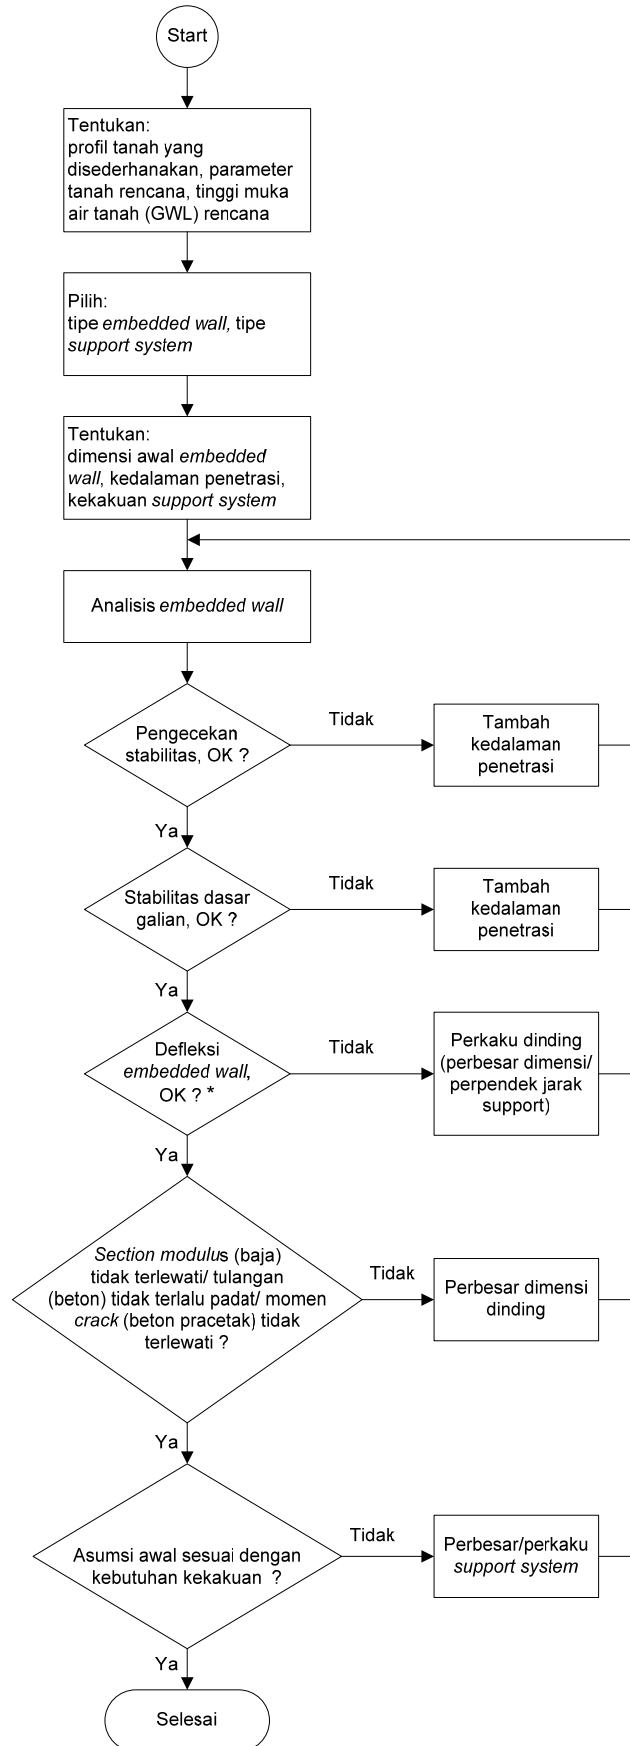 Start
Tentukan:
profil tanah yang
disederhanakan, parameter
tanah rencana, tinggi muka
air tanah (GWL) rencana
Pilih:
tipe embedded wall, tipe
support system
Tentukan:
dimensi awal embedded
wall, kedalaman penetrasi,
kekakuan support system
Analisis embedded wall
Pengecekan
stabilitas, OK ?
Tidak
Tambah
kedalaman
penetrasi
Ya
Stabilitas dasar
galian, OK ?
Tidak
Tambah
kedalaman
penetrasi
Ya
Defleksi
embedded wall,
OK ? *
Tidak
Perkaku dinding
(perbesar dimensi/
perpendek jarak
support)
Ya
Section modulus (baja)
tidak terlewati/ tulangan
(beton) tidak terlalu padat/ momen
crack (beton pracetak) tidak
terlewati ?
Tidak
Perbesar dimensi
dinding
Ya
Asumsi awal sesuai dengan
kebutuhan kekakuan ?
Tidak
Perbesar/perkaku
support system
Ya
Selesai